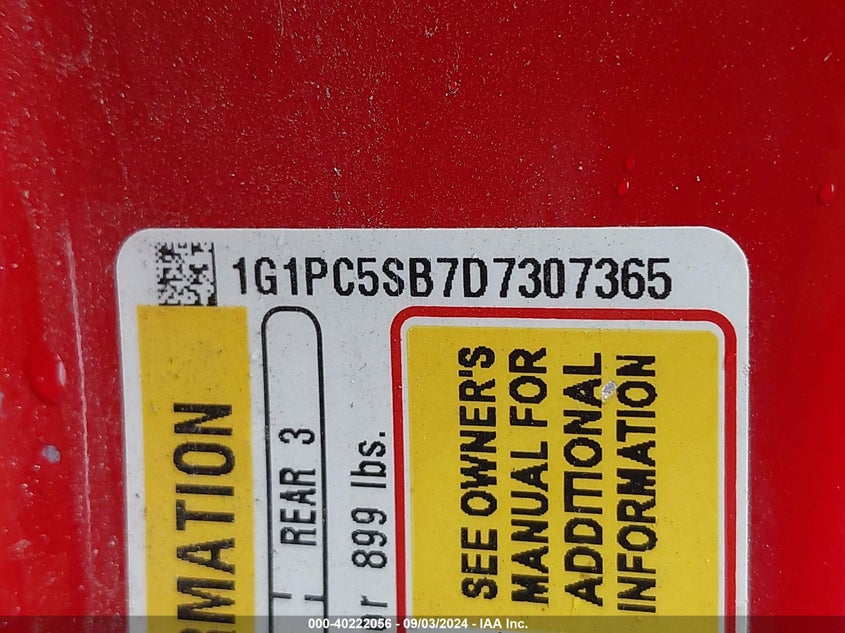 1G1PC5SB7D7307365
RMATION
REAR 3
or 899 lbs.
SEE OWNER'S
MANUAL FOR
ADDITIONAL
INFORMATION
000-40222056 - 09/03/2024 - IAA Inc.